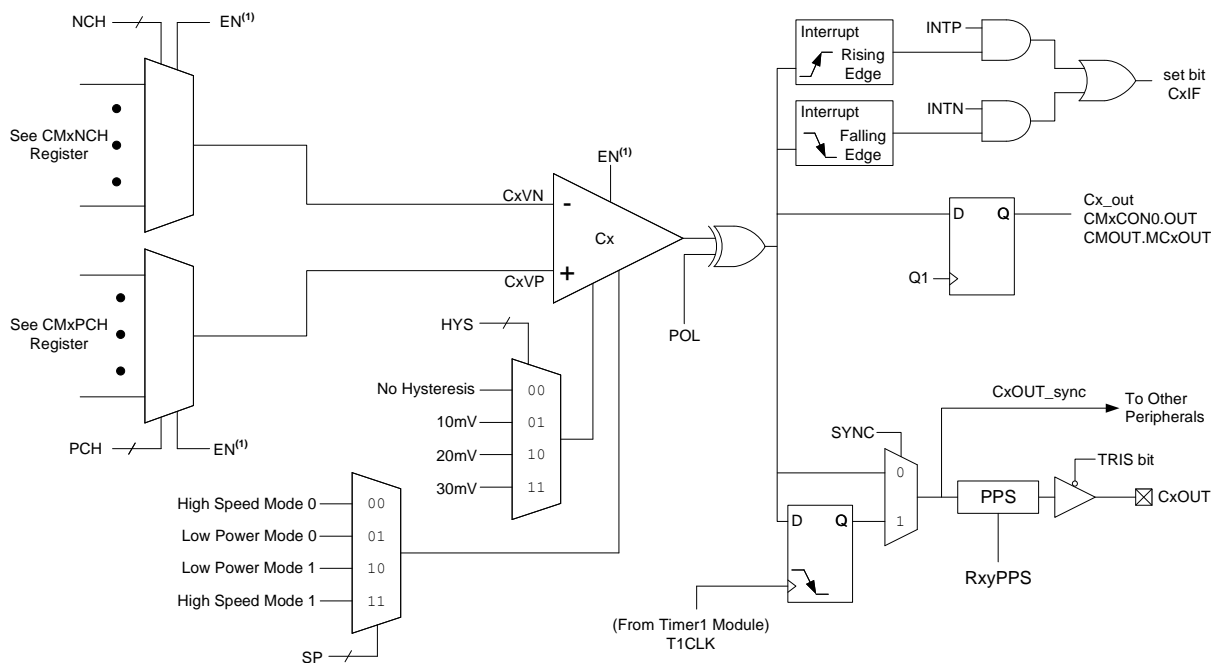 NCH
EN(1)
See CMxNCH
Register
See CMxPCH
Register
PCH
EN(1)
CxVN
CxVP
EN(1)
-
+
Cx
POL
HYS
No Hysteresis
10mV
20mV
30mV
00
01
10
11
High Speed Mode 0
Low Power Mode 0
Low Power Mode 1
High Speed Mode 1
00
01
10
11
SP
Interrupt
Rising
Edge
INTP
Interrupt
Falling
Edge
INTN
set bit
CxIF
D
Q
Q1
Cx_out
CMxCON0.OUT
CMOUT.MCxOUT
CxOUT_sync
To Other
Peripherals
SYNC
0
1
TRIS bit
PPS
CxOUT
RxyPPS
D
Q
(From Timer1 Module)
T1CLK